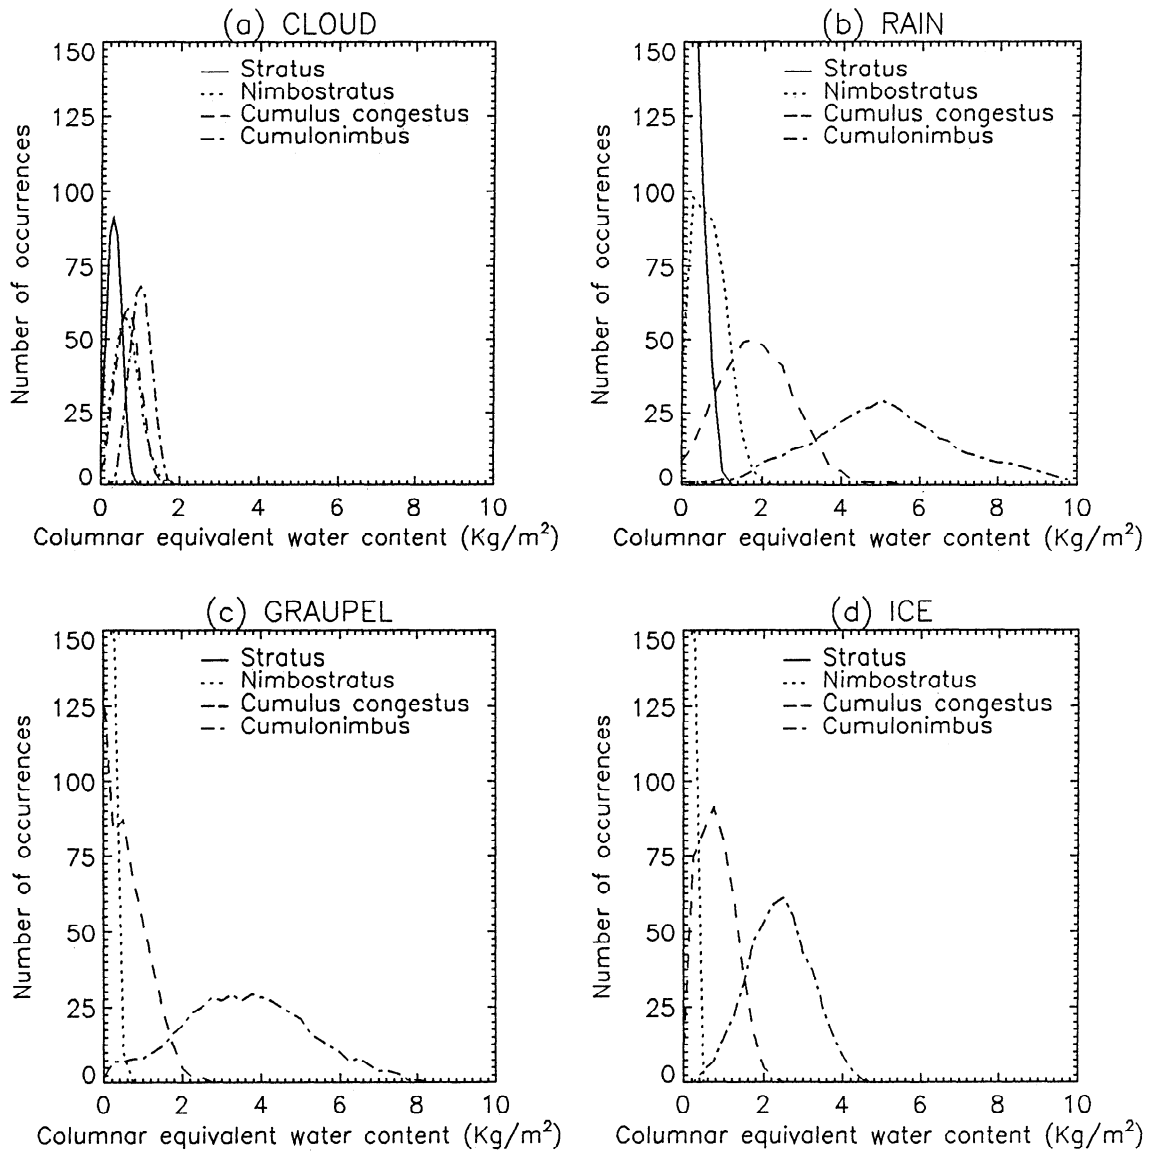 (a) CLOUD
150
125
100
75
50
25
0
Number of occurrences
Stratus
Nimbostratus
Cumulus congestus
Cumulonimbus
0 2 4 6 8 10
Columnar equivalent water content (Kg/m²)
(b) RAIN
150
125
100
75
50
25
0
Number of occurrences
Stratus
Nimbostratus
Cumulus congestus
Cumulonimbus
0 2 4 6 8 10
Columnar equivalent water content (Kg/m²)
(c) GRAUPEL
150
125
100
75
50
25
0
Number of occurrences
Stratus
Nimbostratus
Cumulus congestus
Cumulonimbus
0 2 4 6 8 10
Columnar equivalent water content (Kg/m²)
(d) ICE
150
125
100
75
50
25
0
Number of occurrences
Stratus
Nimbostratus
Cumulus congestus
Cumulonimbus
0 2 4 6 8 10
Columnar equivalent water content (Kg/m²)